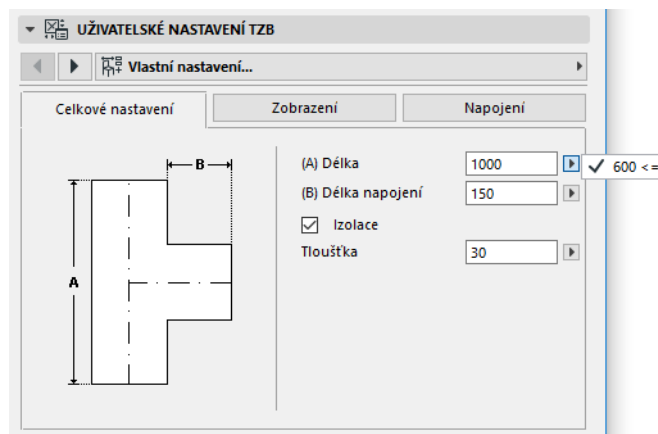 UŽIVATELSKÉ NASTAVENÍ TZB
Vlastní nastavení...
Celkové nastavení
Zobrazení
Napojení
B
(A) Délka
1000
600 <=
(B) Délka napojení
150
Izolace
Tloušťka
30
A